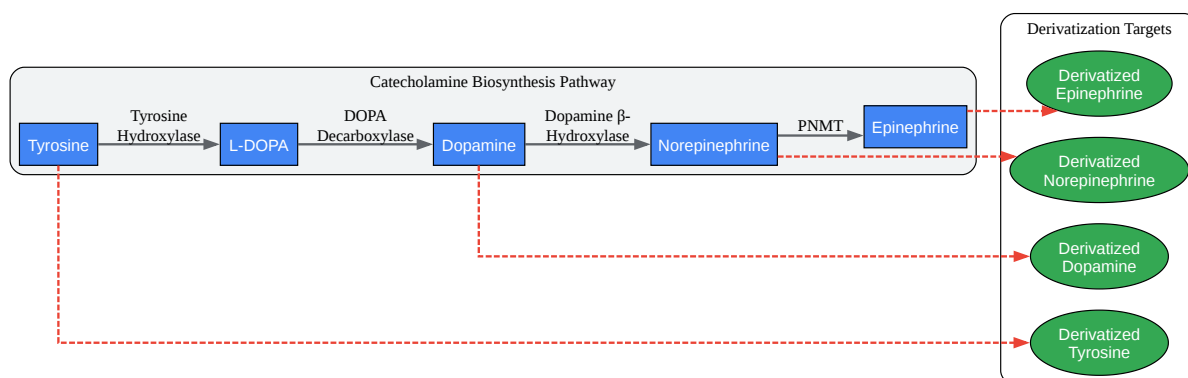 Derivatization Targets
Derivatized
Epinephrine
Catecholamine Biosynthesis Pathway
Tyrosine
Tyrosine
Hydroxylase
L-DOPA
DOPA
Decarboxylase
Dopamine
Dopamine β-
Hydroxylase
Norepinephrine
PNMT
Epinephrine
Derivatized
Norepinephrine
Derivatized
Dopamine
Derivatized
Tyrosine